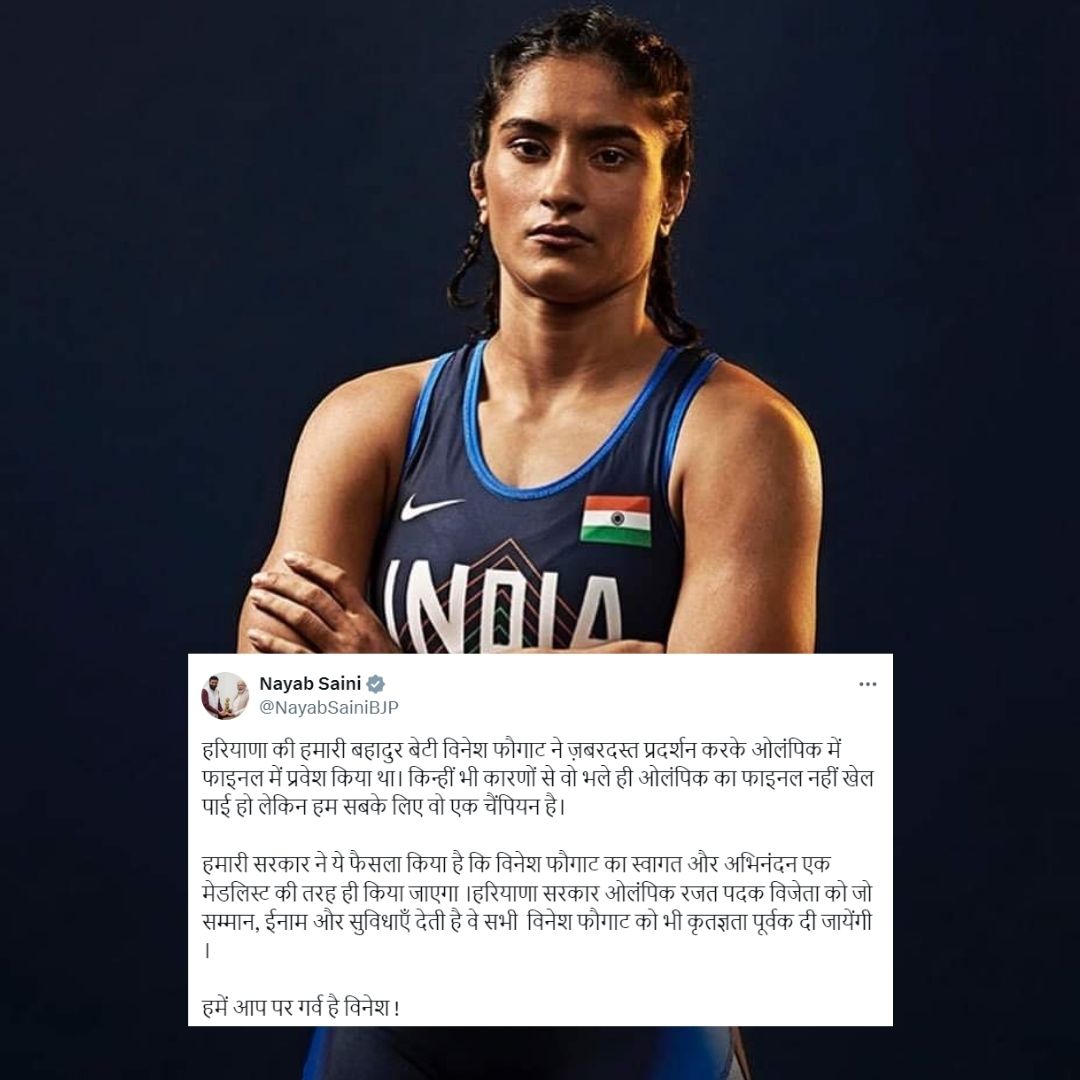 INDIA
Nayab Saini
@NayabSainiBJP
हरियाणा की हमारी बहादुर बेटी विनेश फौगाट ने ज़बरदस्त प्रदर्शन करके ओलंपिक में
फाइनल में प्रवेश किया था। किन्हीं भी कारणों से वो भले ही ओलंपिक का फाइनल नहीं खेल
पाई हो लेकिन हम सबके लिए वो एक चैंपियन है।
हमारी सरकार ने ये फैसला किया है कि विनेश फौगाट का स्वागत और अभिनंदन एक
मेडलिस्ट की तरह ही किया जाएगा ।हरियाणा सरकार ओलंपिक रजत पदक विजेता को जो
सम्मान, ईनाम और सुविधाएँ देती है वे सभी विनेश फौगाट को भी कृतज्ञता पूर्वक दी जायेंगी
।
हमें आप पर गर्व है विनेश !